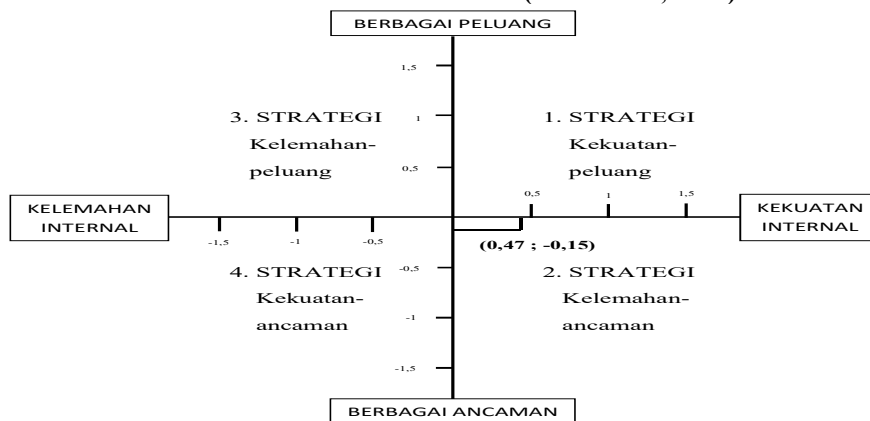 BERBAGAI PELUANG
1,5
3. STRATEGI
Kelemahan-
peluang
1
1. STRATEGI
Kekuatan-
peluang
0,5
KELEMAHAN
INTERNAL
-1,5
-1
-0,5
0,5
1
1,5
KEKUATAN
INTERNAL
(0,47 ; -0,15)
4. STRATEGI
Kekuatan-
ancaman
-0,5
2. STRATEGI
Kelemahan-
ancaman
-1
-1,5
BERBAGAI ANCAMAN